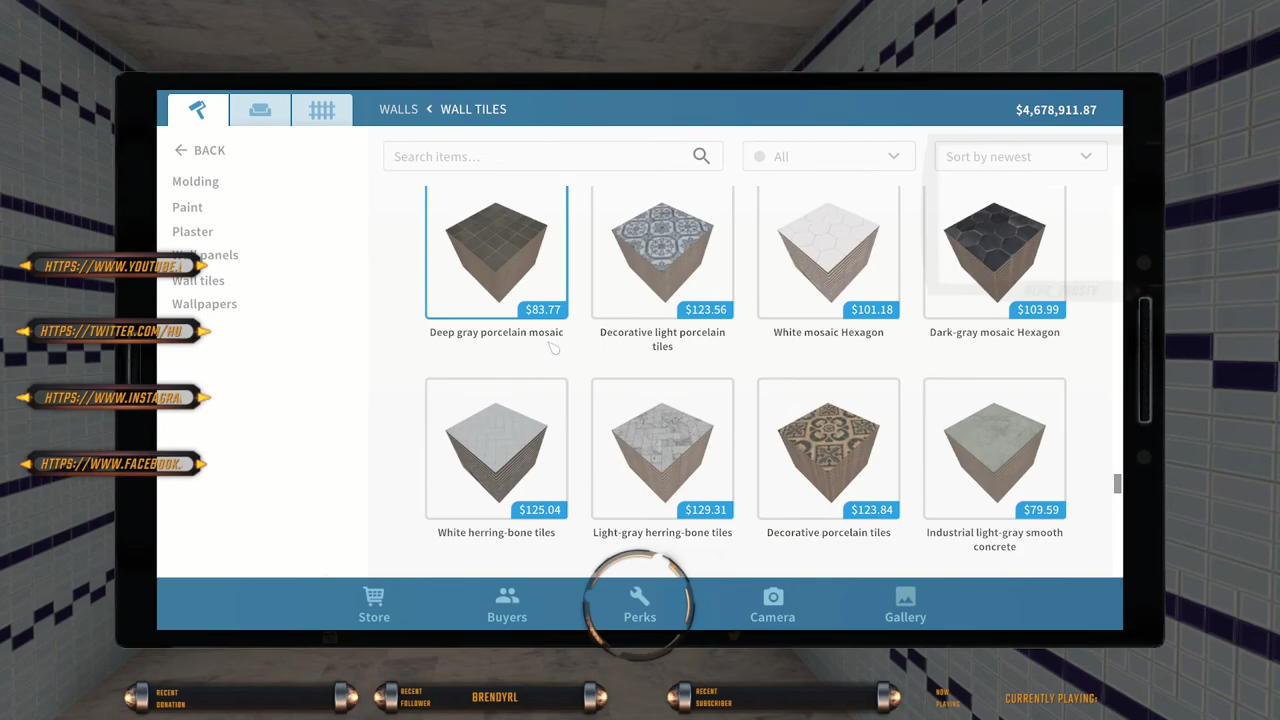 WALLS < WALL TILES
$4,678,911.87
BACK
Search items...
All
Sort by newest
Molding
Paint
Plaster
panels
Wall tiles
Wallpapers
HTTPS://WWW.YOUTUBE.
HTTPS://TWITTER.COM/HU
HTTPS://WWW.INSTAGRA
HTTPS://WWW.FACEBOOK.
$83.77
$123.56
$101.18
$103.99
Deep gray porcelain mosaic
Decorative light porcelain
tiles
White mosaic Hexagon
Dark-gray mosaic Hexagon
$125.04
$129.31
$123.84
$79.59
White herring-bone tiles
Light-gray herring-bone tiles
Decorative porcelain tiles
Industrial light-gray smooth
concrete
Store
Buyers
Perks
Camera
Gallery
RECENT
DONATION
RECENT
FOLLOWER
BRENDYRL
RECENT
SUBSCRIBER
NOW
PLAYING
CURRENTLY PLAYING: